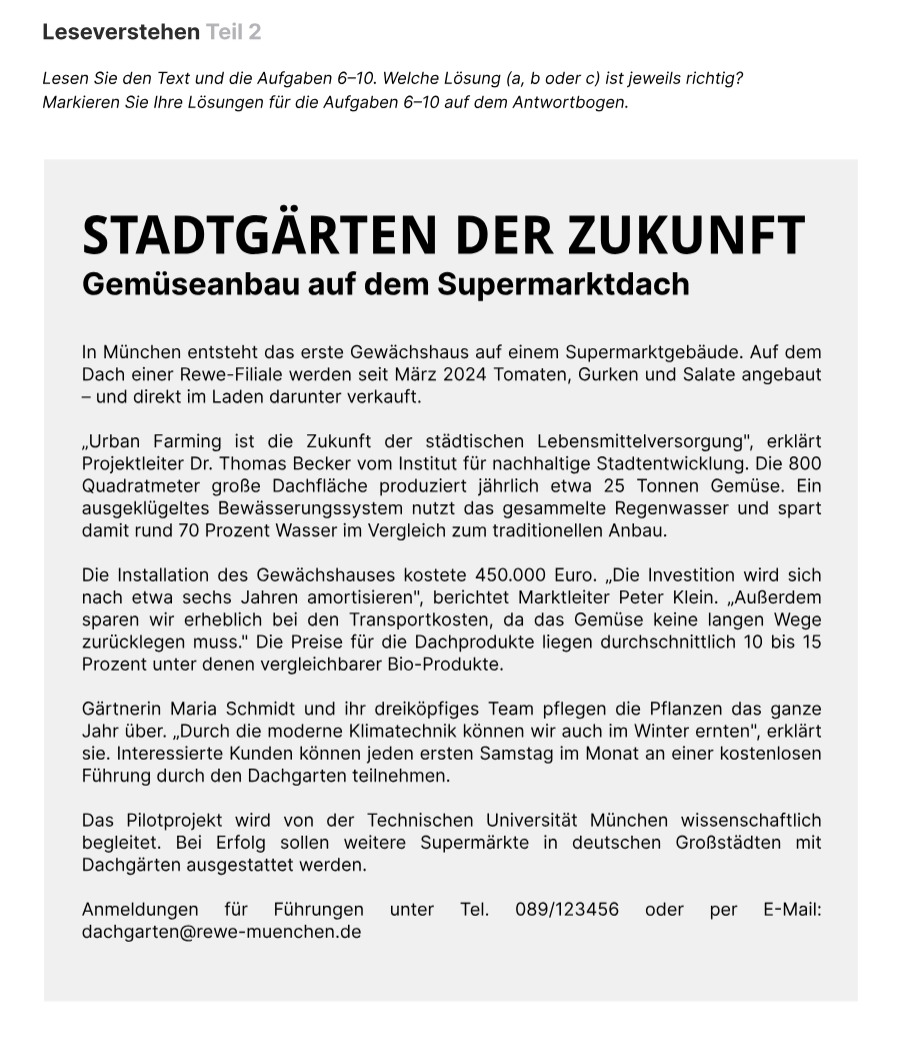 Leseverstehen Teil 2
Lesen Sie den Text und die Aufgaben 6–10. Welche Lösung (a, b oder c) ist jeweils richtig?
Markieren Sie Ihre Lösungen für die Aufgaben 6–10 auf dem Antwortbogen.
STADTGÄRTEN DER ZUKUNFT
Gemüseanbau auf dem Supermarktdach
In München entsteht das erste Gewächshaus auf einem Supermarktgebäude. Auf dem
Dach einer Rewe-Filiale werden seit März 2024 Tomaten, Gurken und Salate angebaut
– und direkt im Laden darunter verkauft.
„Urban Farming ist die Zukunft der städtischen Lebensmittelversorgung", erklärt
Projektleiter Dr. Thomas Becker vom Institut für nachhaltige Stadtentwicklung. Die 800
Quadratmeter große Dachfläche produziert jährlich etwa 25 Tonnen Gemüse. Ein
ausgeklügeltes Bewässerungssystem nutzt das gesammelte Regenwasser und spart
damit rund 70 Prozent Wasser im Vergleich zum traditionellen Anbau.
Die Installation des Gewächshauses kostete 450.000 Euro. „Die Investition wird sich
nach etwa sechs Jahren amortisieren", berichtet Marktleiter Peter Klein. „Außerdem
sparen wir erheblich bei den Transportkosten, da das Gemüse keine langen Wege
zurücklegen muss." Die Preise für die Dachprodukte liegen durchschnittlich 10 bis 15
Prozent unter denen vergleichbarer Bio-Produkte.
Gärtnerin Maria Schmidt und ihr dreiköpfiges Team pflegen die Pflanzen das ganze
Jahr über. „Durch die moderne Klimatechnik können wir auch im Winter ernten", erklärt
sie. Interessierte Kunden können jeden ersten Samstag im Monat an einer kostenlosen
Führung durch den Dachgarten teilnehmen.
Das Pilotprojekt wird von der Technischen Universität München wissenschaftlich
begleitet. Bei Erfolg sollen weitere Supermärkte in deutschen Großstädten mit
Dachgärten ausgestattet werden.
Anmeldungen für Führungen unter Tel. 089/123456 oder per E-Mail:
dachgarten@rewe-muenchen.de